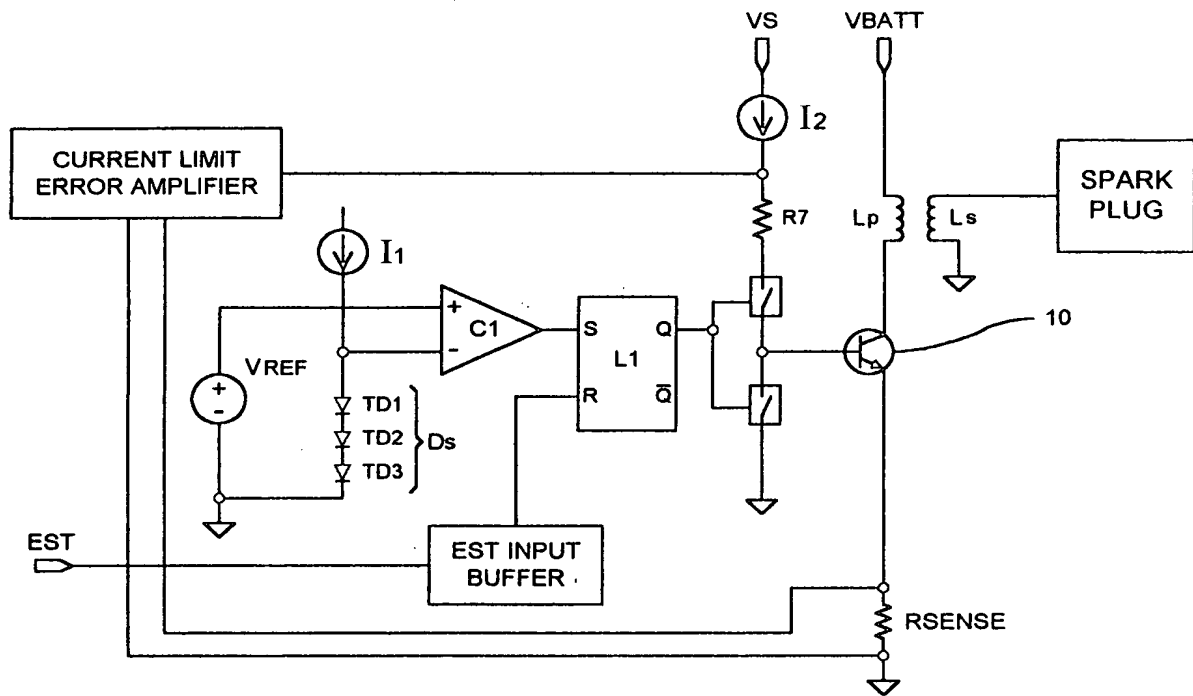 VS
VBATT
I2
CURRENT LIMIT
ERROR AMPLIFIER
SPARK
PLUG
R7
Lp
Ls
I1
+
C1
-
S
Q
L1
R
Q̅
10
VREF
+
-
TD1
TD2
TD3
Ds
EST
EST INPUT
BUFFER
RSENSE